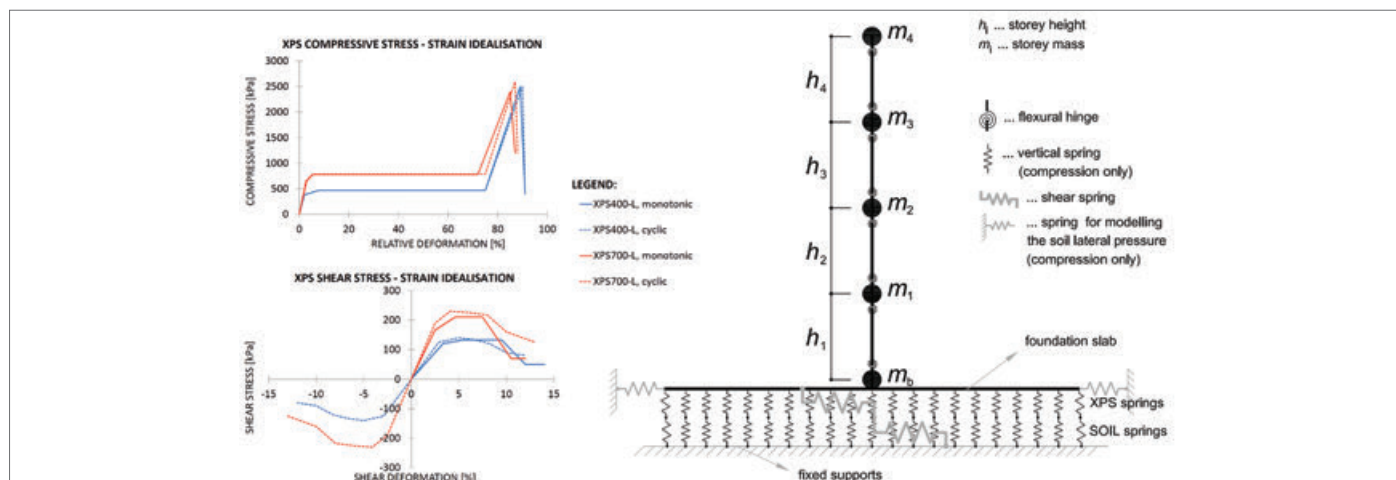 XPS COMPRESSIVE STRESS - STRAIN IDEALISATION
COMPRESSIVE STRESS [kPa]
3000
2500
2000
1500
1000
500
0
0 20 40 60 80 100
RELATIVE DEFORMATION [%]
XPS SHEAR STRESS - STRAIN IDEALISATION
SHEAR STRESS [kPa]
300
200
100
0
-100
-200
-300
-15 -10 -5 0 5 10 15
SHEAR DEFORMATION [%]
LEGEND:
XPS400-L, monotonic
XPS400-L, cyclic
XPS700-L, monotonic
XPS700-L, cyclic
m4
h4
m3
h3
m2
h2
m1
h1
mb
hi ... storey height
mi ... storey mass
... flexural hinge
... vertical spring
(compression only)
... shear spring
... spring for modelling
the soil lateral pressure
(compression only)
foundation slab
XPS springs
SOIL springs
fixed supports